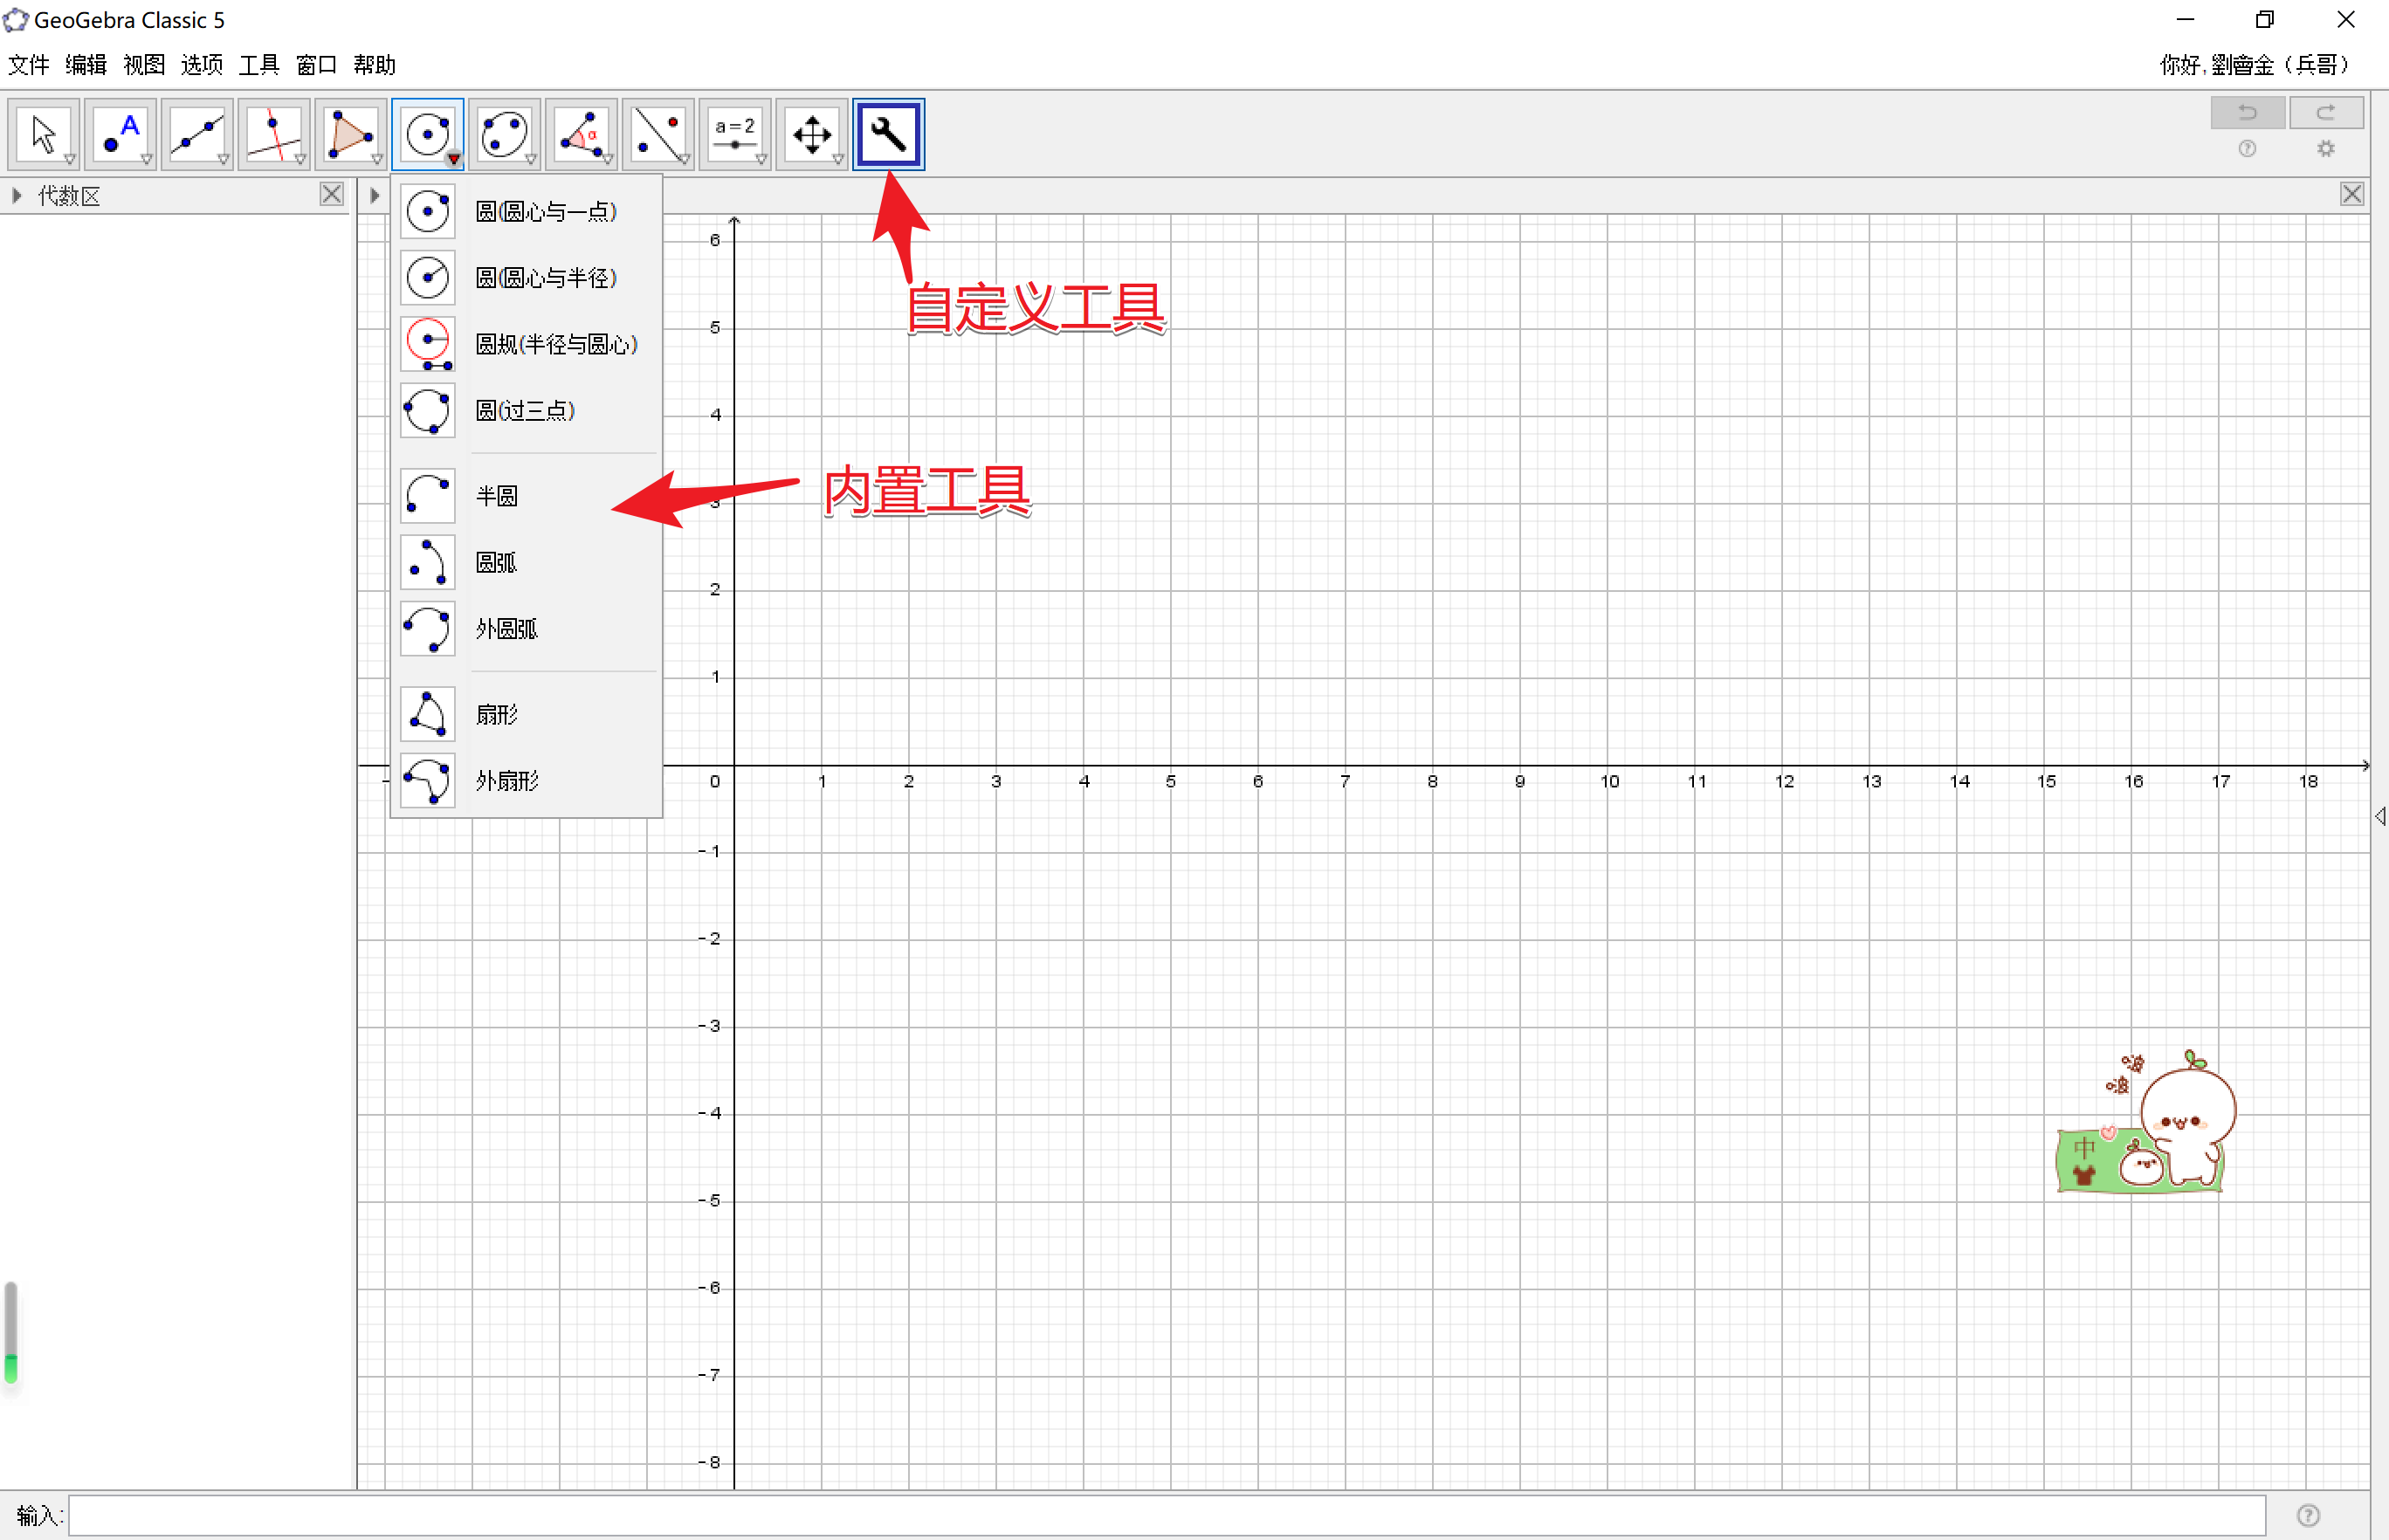 GeoGebra Classic 5
文件 编辑 视图 选项 工具 窗口 帮助
你好, 劉會金（兵哥）
A
α
a=2
代数区
圆(圆心与一点)
圆(圆心与半径)
圆规(半径与圆心)
圆(过三点)
半圆
圆弧
外圆弧
扇形
外扇形
自定义工具
内置工具
6
5
4
3
2
1
0 1 2 3 4 5 6 7 8 9 10 11 12 13 14 15 16 17 18
-1
-2
-3
-4
-5
-6
-7
-8
啵
啵
中
输入: